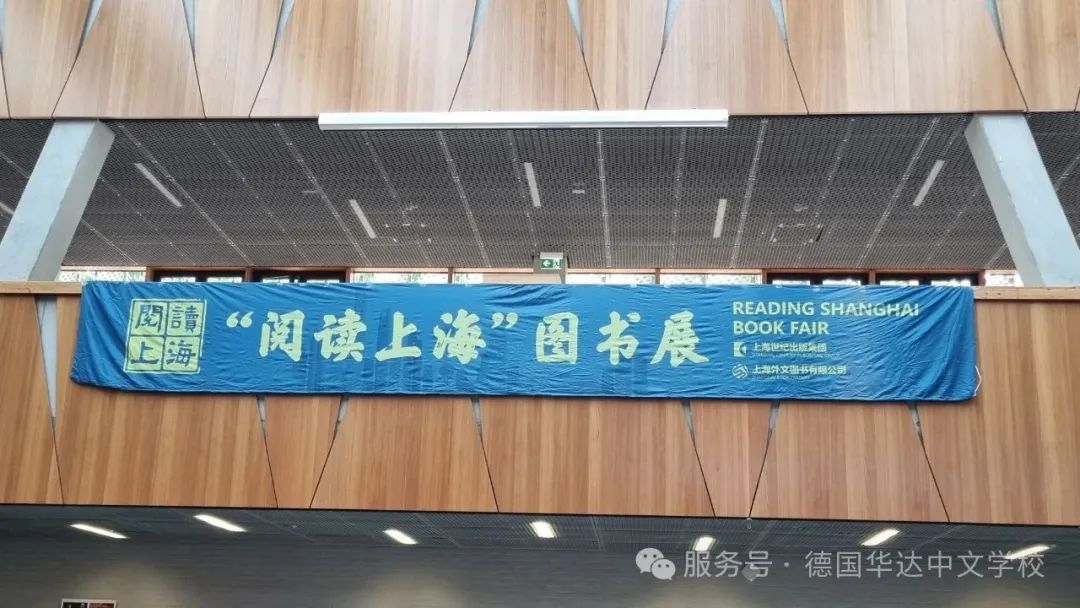 閱讀
上海
“阅读上海”图书展
READING SHANGHAI
BOOK FAIR
上海世纪出版集团
上海外文图书有限公司
服务号·德国华达中文学校